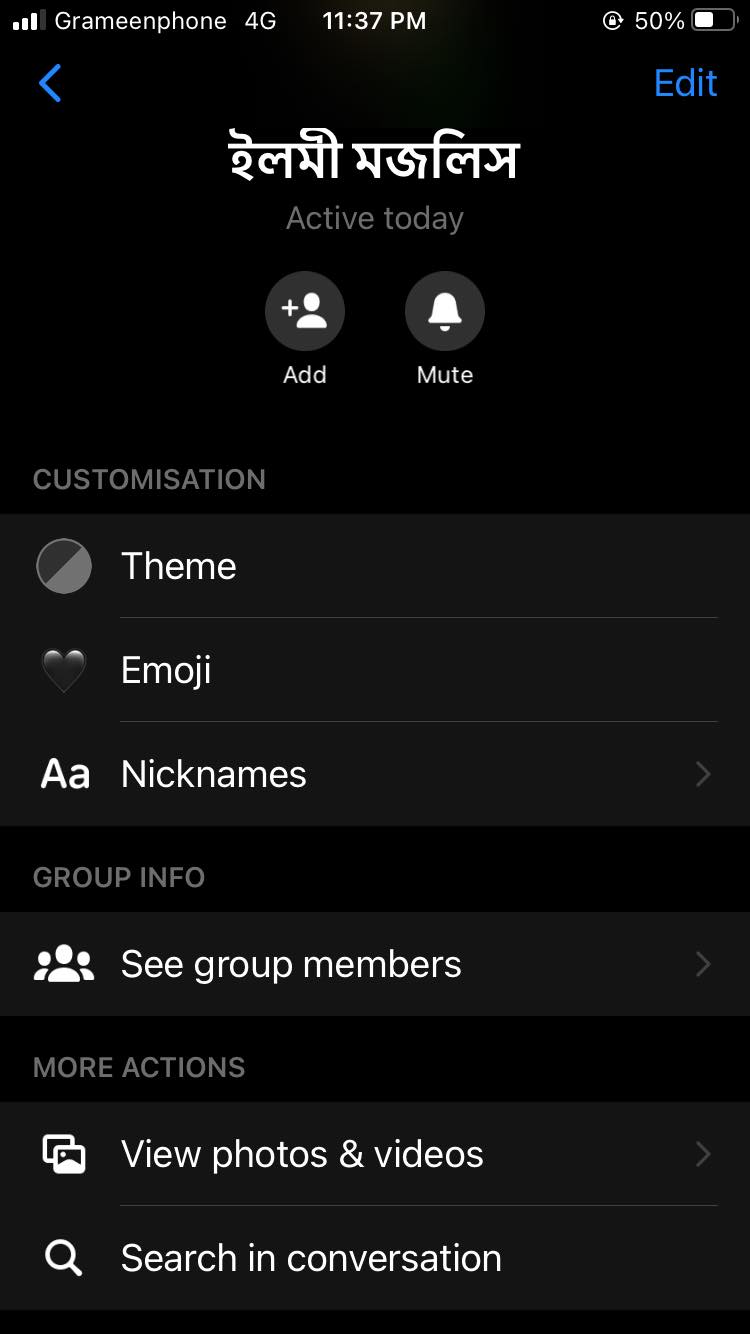 Grameenphone 4G 11:37 PM 50%
Edit
ইলমী মজলিস
Active today
Add Mute
CUSTOMISATION
Theme
Emoji
Aa Nicknames
GROUP INFO
See group members
MORE ACTIONS
View photos & videos
Search in conversation